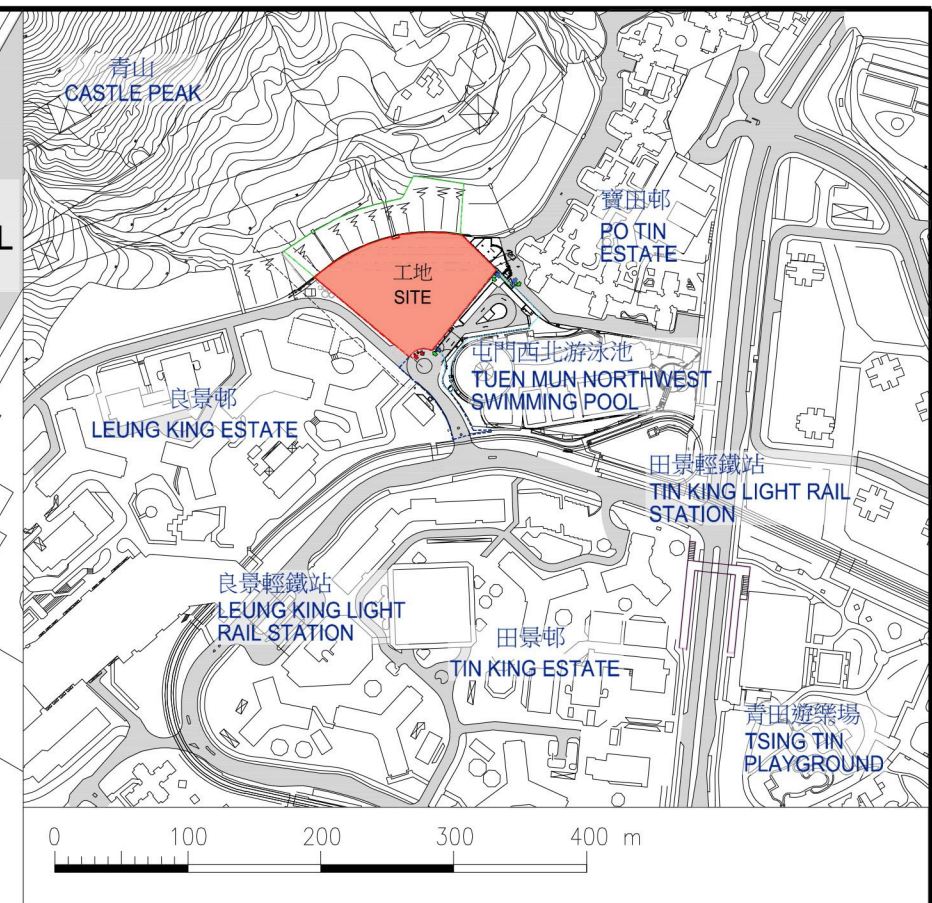 青山
CASTLE PEAK
L
寶田邨
PO TIN
ESTATE
工地
SITE
屯門西北游泳池
TUEN MUN NORTHWEST
SWIMMING POOL
良景邨
LEUNG KING ESTATE
田景輕鐵站
TIN KING LIGHT RAIL
STATION
良景輕鐵站
LEUNG KING LIGHT
RAIL STATION
田景邨
TIN KING ESTATE
青田遊樂場
TSING TIN
PLAYGROUND
0 100 200 300 400 m